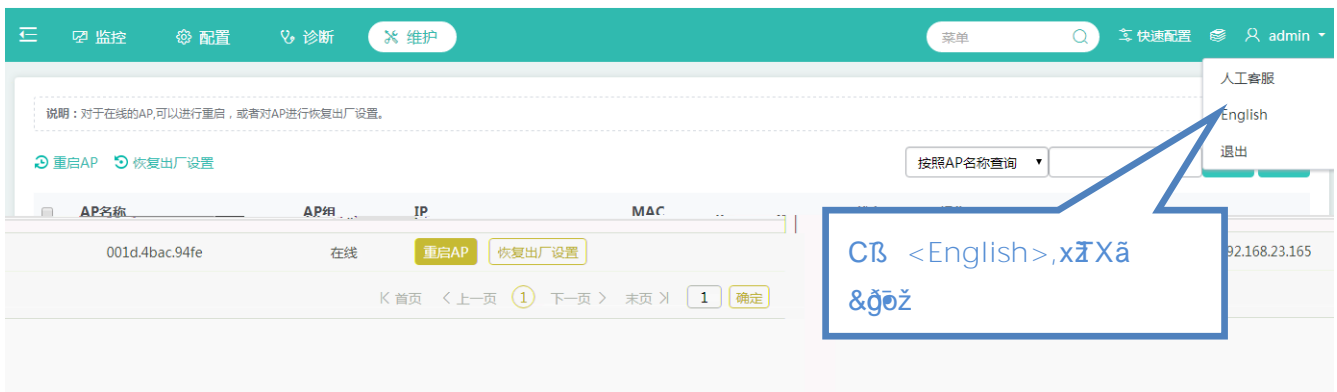 监控 配置 诊断 维护 菜单 快速配置 admin
人工客服
English
退出
说明：对于在线的AP,可以进行重启，或者对AP进行恢复出厂设置。
重启AP 恢复出厂设置 按照AP名称查询
AP名称 AP组 IP MAC
001d.4bac.94fe 在线 重启AP 恢复出厂设置 92.168.23.165
首页 上一页 1 下一页 末页 1 确定
<English>,